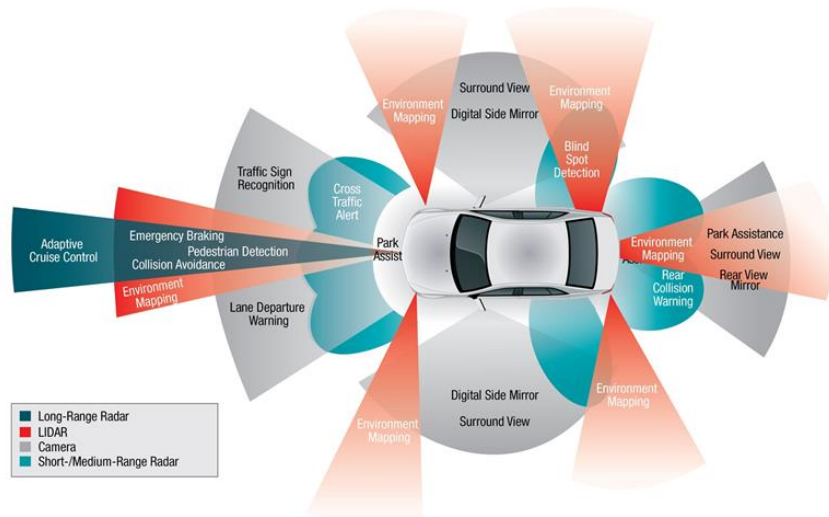 Surround View
Digital Side Mirror
Environment
Mapping
Environment
Mapping
Blind
Spot
Detection
Traffic Sign
Recognition
Cross
Traffic
Alert
Adaptive
Cruise Control
Emergency Braking
Pedestrian Detection
Collision Avoidance
Environment
Mapping
Park
Assist
Lane Departure
Warning
Environment
Mapping
Rear
Collision
Warning
Park Assistance
Surround View
Rear View
Mirror
Digital Side Mirror
Surround View
Environment
Mapping
Environment
Mapping
Long-Range Radar
LIDAR
Camera
Short-/Medium-Range Radar